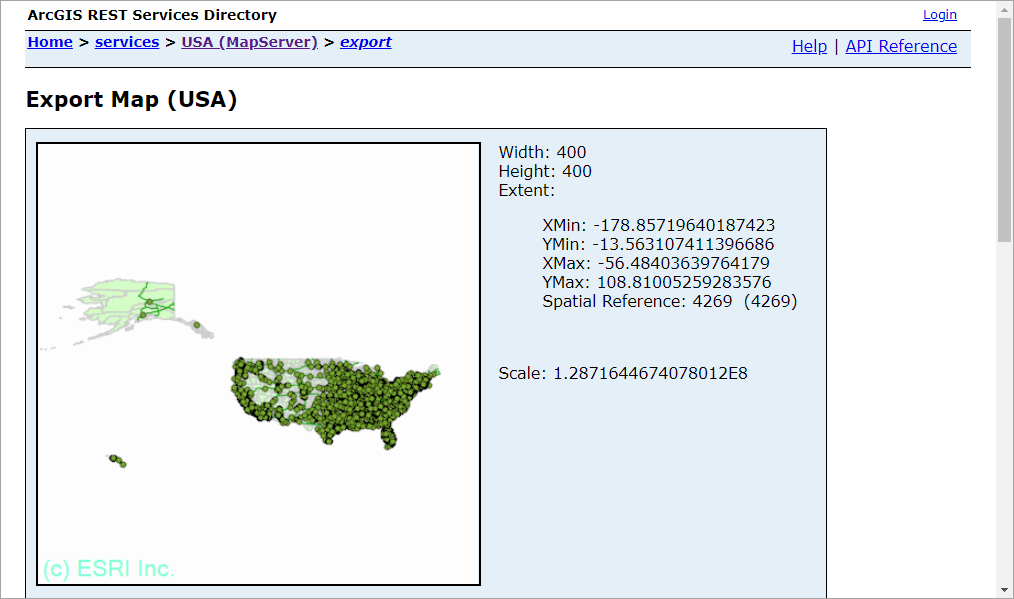 ArcGIS REST Services Directory
Login
Home > services > USA (MapServer) > export
Help | API Reference
Export Map (USA)
Width: 400
Height: 400
Extent:
XMin: -178.85719640187423
YMin: -13.563107411396686
XMax: -56.48403639764179
YMax: 108.81005259283576
Spatial Reference: 4269 (4269)
Scale: 1.2871644674078012E8
(c) ESRI Inc.